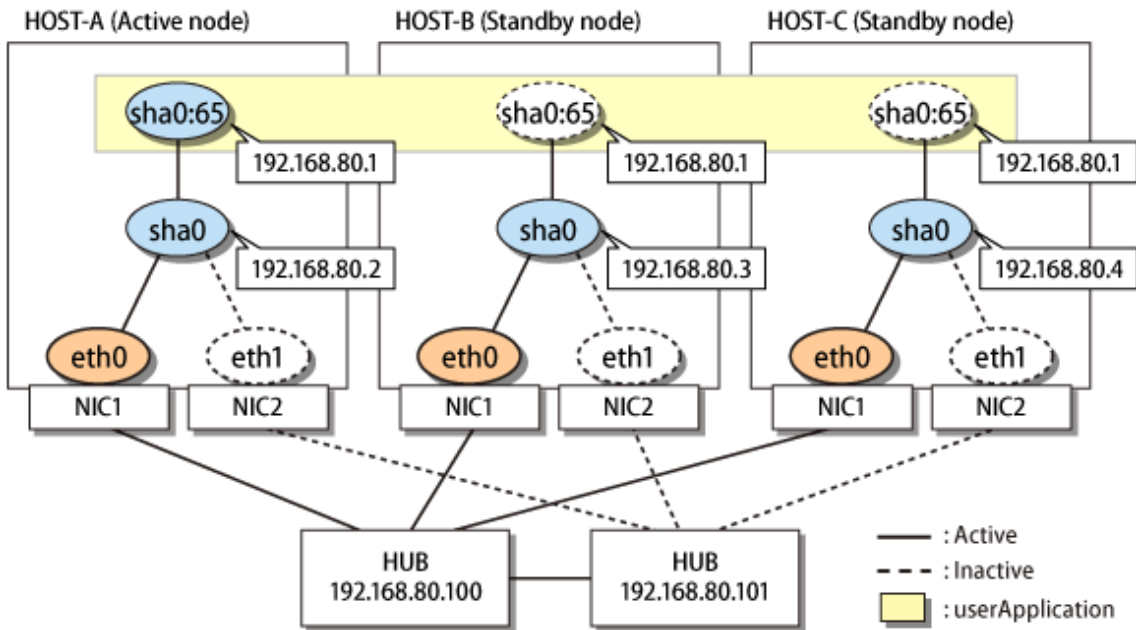 HOST-A (Active node)
HOST-B (Standby node)
HOST-C (Standby node)
sha0:65
sha0:65
sha0:65
192.168.80.1
192.168.80.1
192.168.80.1
sha0
sha0
sha0
192.168.80.2
192.168.80.3
192.168.80.4
eth0
eth1
eth0
eth1
eth0
eth1
NIC1
NIC2
NIC1
NIC2
NIC1
NIC2
HUB
192.168.80.100
HUB
192.168.80.101
: Active
: Inactive
: userApplication